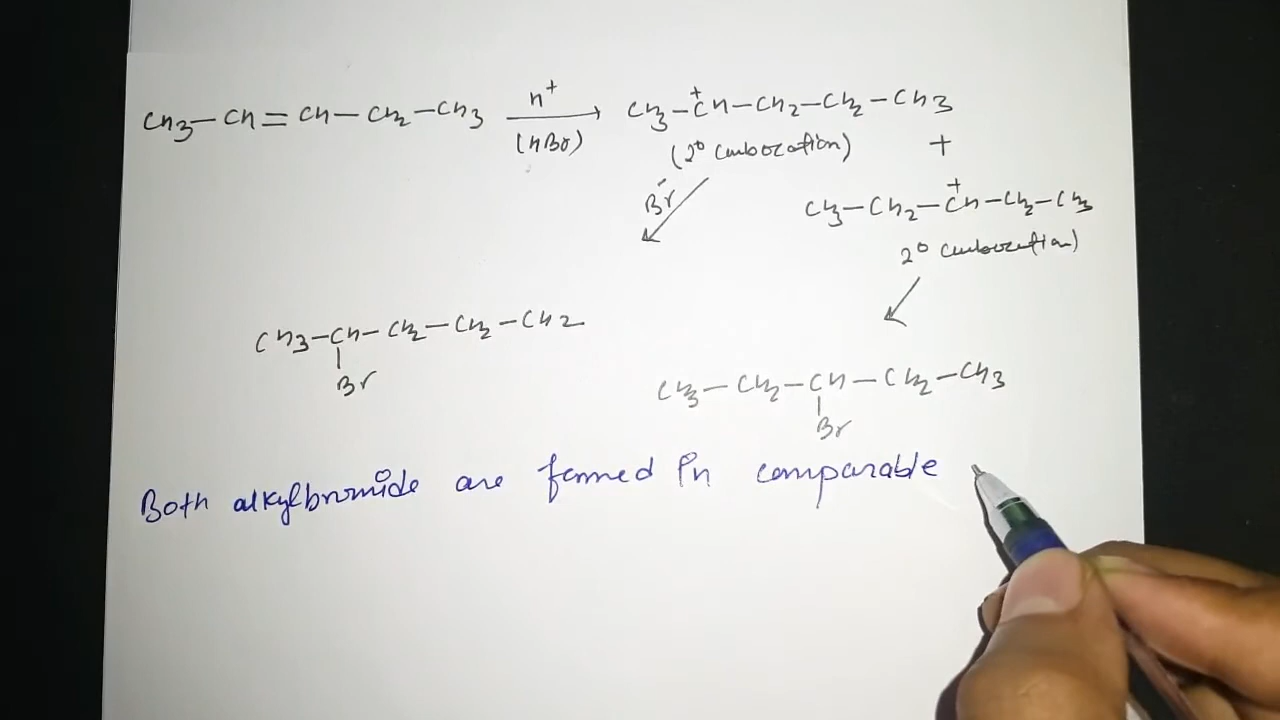 CH3-CH=CH-CH2-CH3 H+ (HBr) → CH3-C+H-CH2-CH2-CH3
(2° carbocation) +
Br-
CH3-CH2-C+H-CH2-CH3
2° carbocation)
CH3-CH-CH2-CH2-CH2
Br
CH3-CH2-CH-CH2-CH3
Br
Both alkylbromide are formed in comparable